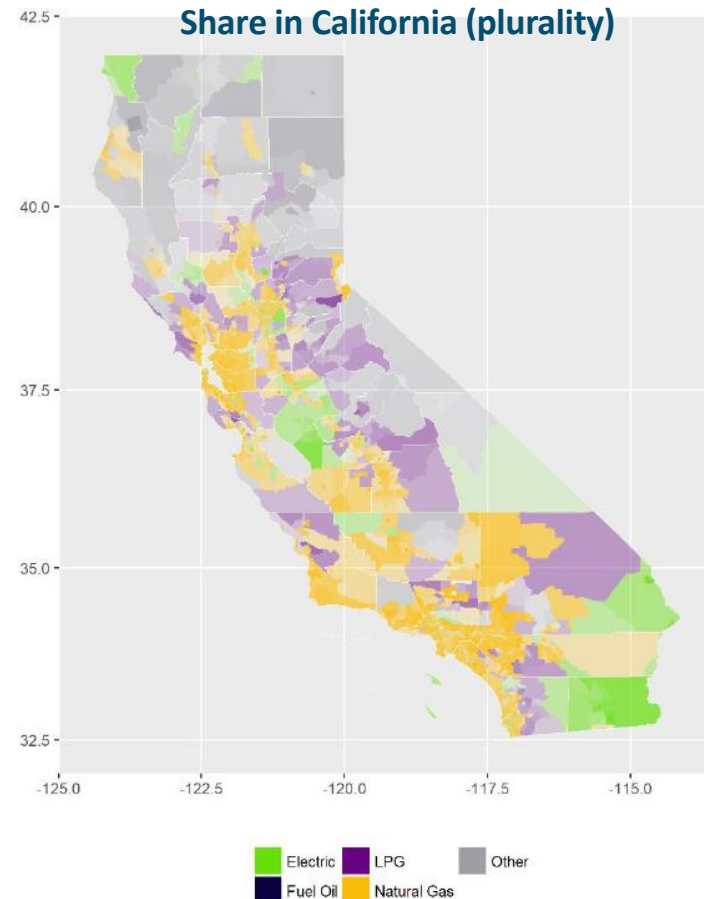 Share in California (plurality)
42.5
40.0
37.5
35.0
32.5
-125.0 -122.5 -120.0 -117.5 -115.0
Electric LPG Other
Fuel Oil Natural Gas